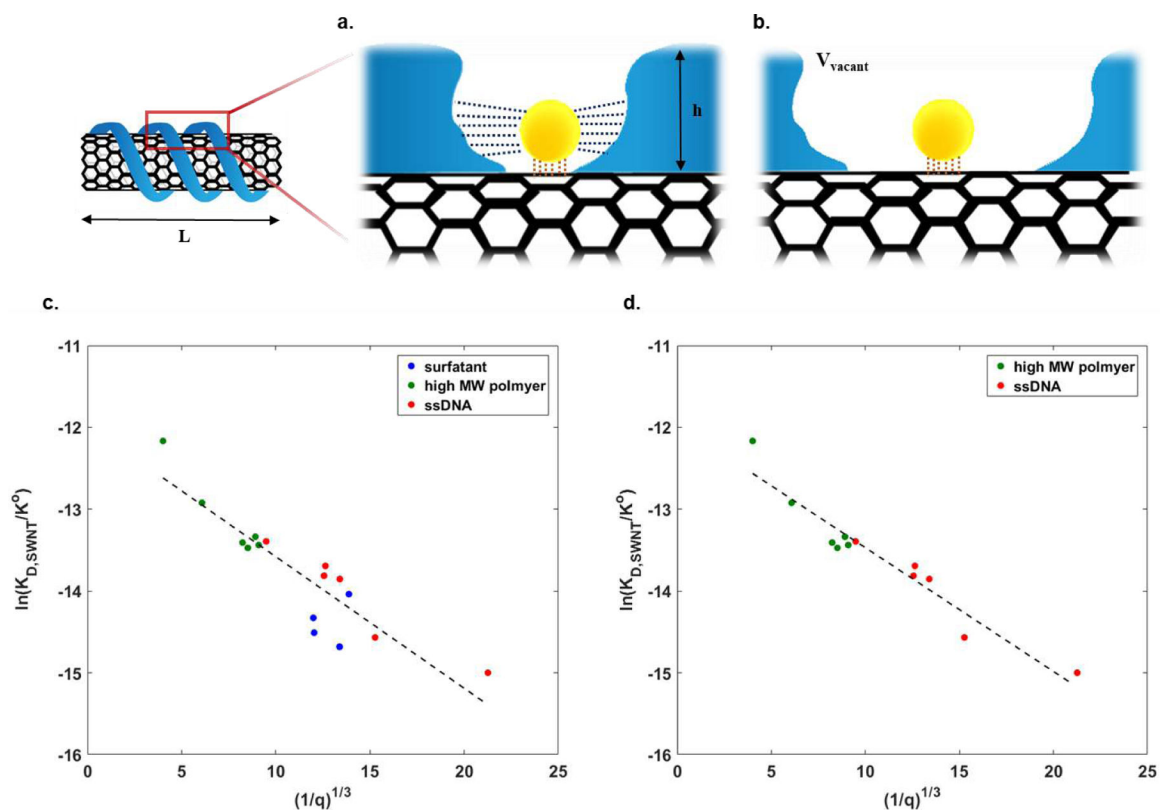 a.
b.
V_vacant
h
L
c.
-11
-12
-13
-14
-15
-16
0
5
10
15
20
25
ln(K_D,SWNT/K^o)
(1/q)^1/3
surfatant
high MW polmyer
ssDNA
d.
-11
-12
-13
-14
-15
-16
0
5
10
15
20
25
ln(K_D,SWNT/K^o)
(1/q)^1/3
high MW polmyer
ssDNA